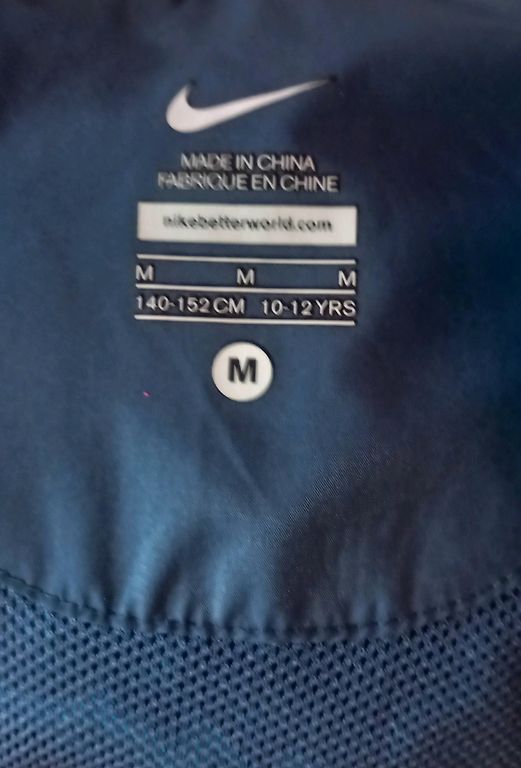 MADE IN CHINA
FABRIQUE EN CHINE
nikebetterworld.com
M M M
140-152 CM 10-12 YRS
M